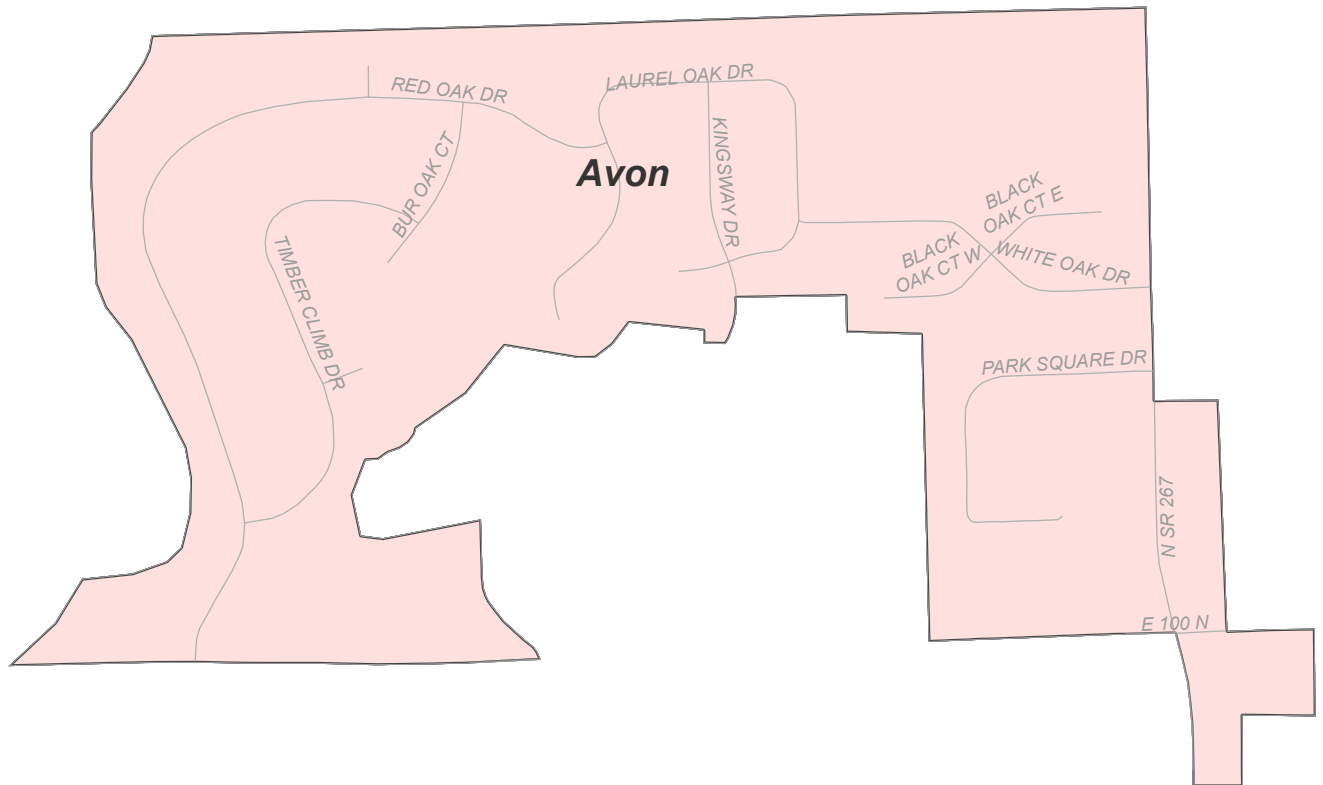 LAUREL OAK DR
RED OAK DR
KINGSWAY DR
BUR OAK CT
Avon
BLACK
OAK CT E
BLACK
OAK CT W
WHITE OAK DR
TIMBER CLIMB DR
PARK SQUARE DR
N SR 267
E 100 N